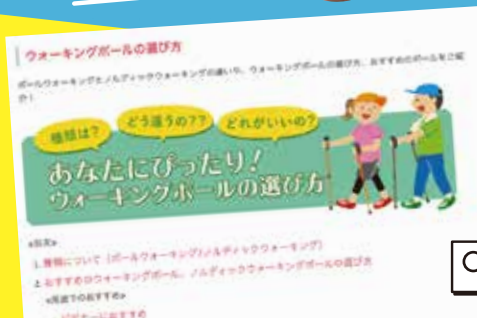 ウォーキングポールの選び方
ポールウォーキングとノルディックウォーキングの違いや、ウォーキングポールの選び方、おすすめのポールをご紹
介！
種類は？
どう違うの？？
どれがいいの？
あなたにぴったり！
ウォーキングポールの選び方
«目次»
1. 種類について（ポールウォーキング/ノルディックウォーキング）
2. おすすめのウォーキングポール、ノルディックウォーキングポールの選び方
«用途でのおすすめ»
ビギナーにおすすめ